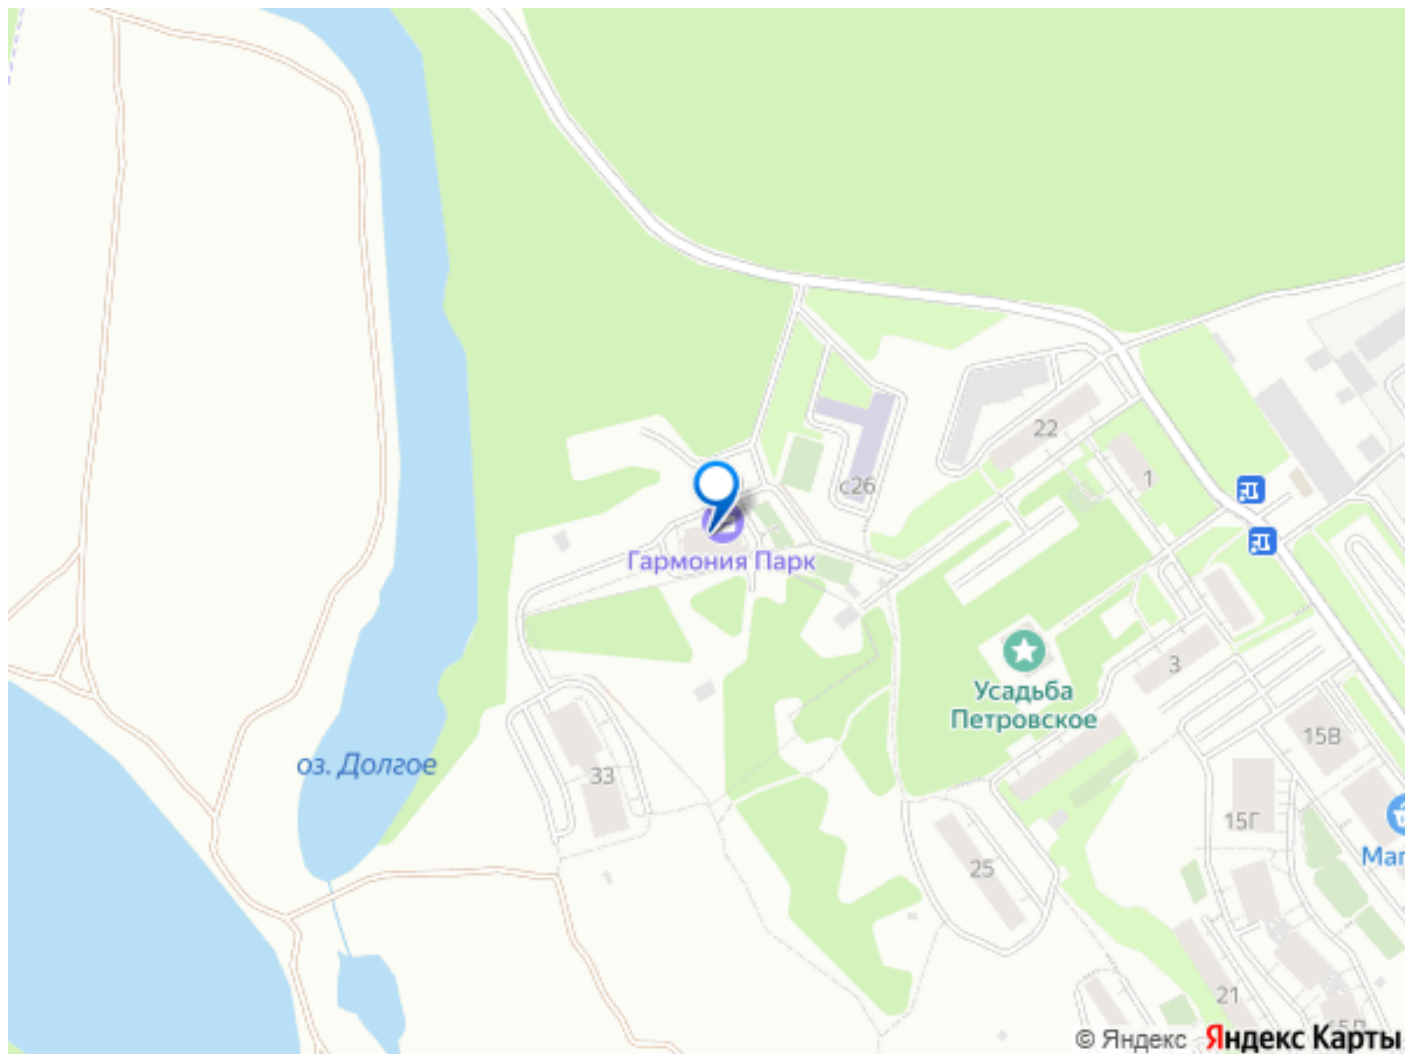 22
1
с26
Гармония Парк
Усадьба
Петровское
3
15В
оз. Долгое
33
15Г
25
Маг
21
© Яндекс Яндекс Карты